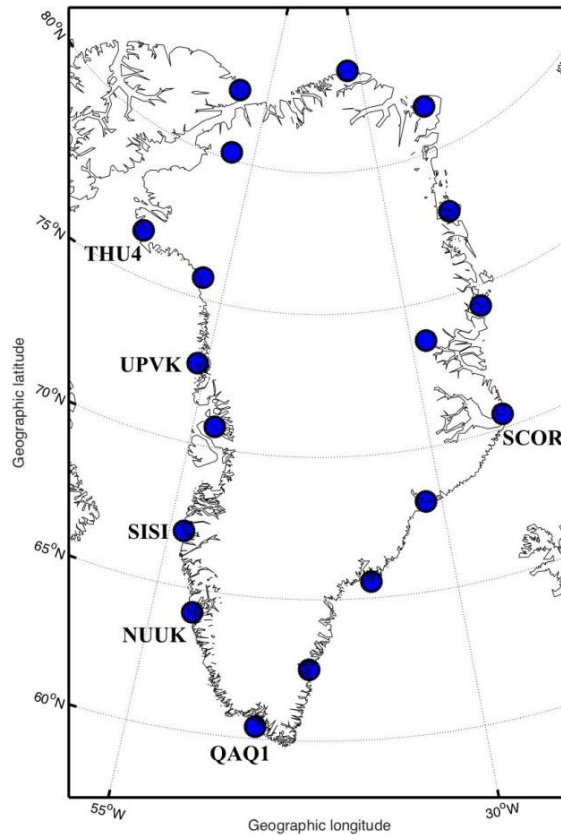 80°N
75°N
THU4
UPVK
70°N
SCOR
SISI
65°N
NUUK
60°N
QAQ1
55°W
30°W
Geographic latitude
Geographic longitude